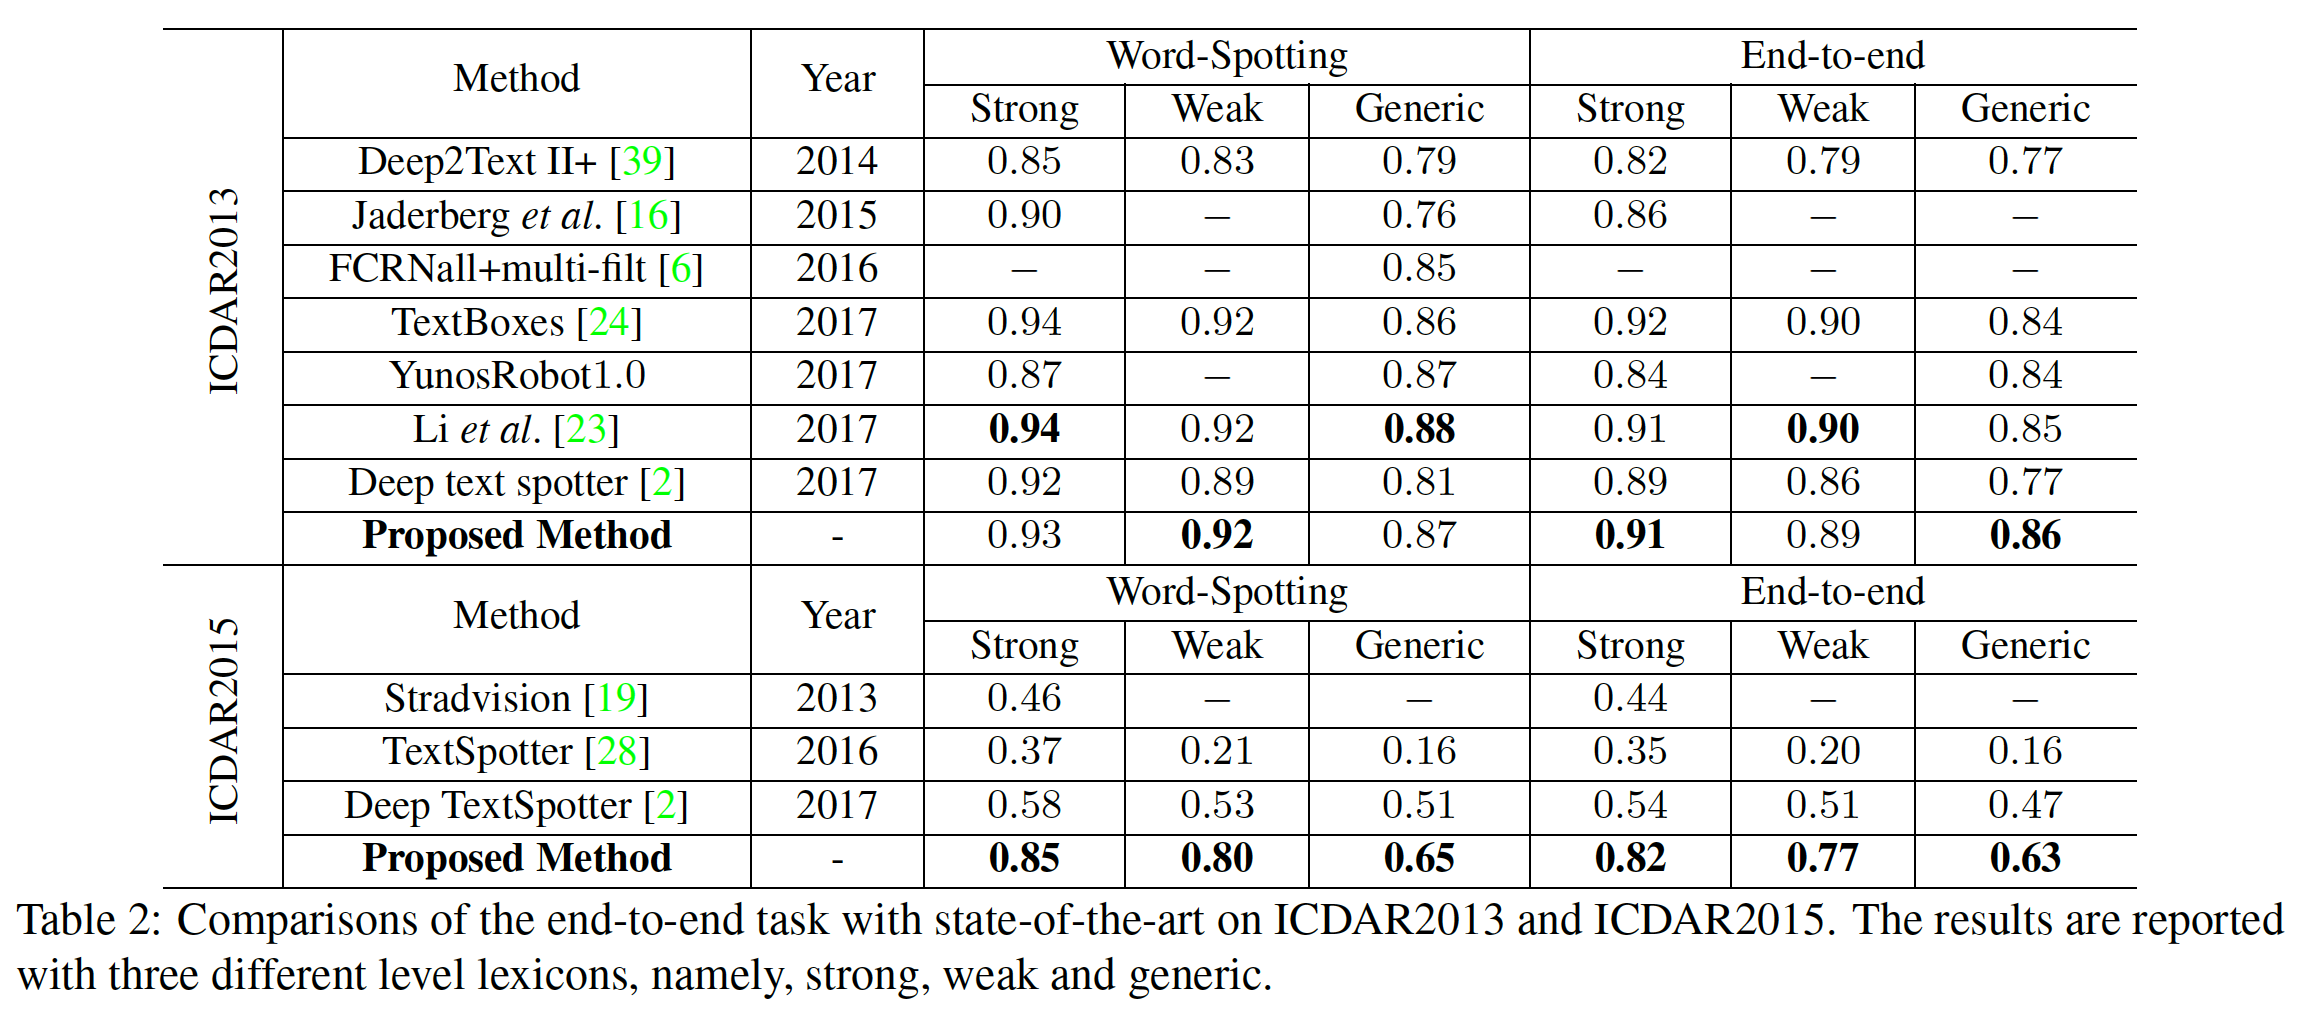 ICDAR2013
Method Year Word-Spotting End-to-end
Strong Weak Generic Strong Weak Generic
Deep2Text II+ [39] 2014 0.85 0.83 0.79 0.82 0.79 0.77
Jaderberg et al. [16] 2015 0.90 − 0.76 0.86 − −
FCRNall+multi-filt [6] 2016 − − 0.85 − − −
TextBoxes [24] 2017 0.94 0.92 0.86 0.92 0.90 0.84
YunosRobot1.0 2017 0.87 − 0.87 0.84 − 0.84
Li et al. [23] 2017 0.94 0.92 0.88 0.91 0.90 0.85
Deep text spotter [2] 2017 0.92 0.89 0.81 0.89 0.86 0.77
Proposed Method - 0.93 0.92 0.87 0.91 0.89 0.86
ICDAR2015
Method Year Word-Spotting End-to-end
Strong Weak Generic Strong Weak Generic
Stradvision [19] 2013 0.46 − − 0.44 − −
TextSpotter [28] 2016 0.37 0.21 0.16 0.35 0.20 0.16
Deep TextSpotter [2] 2017 0.58 0.53 0.51 0.54 0.51 0.47
Proposed Method - 0.85 0.80 0.65 0.82 0.77 0.63
Table 2: Comparisons of the end-to-end task with state-of-the-art on ICDAR2013 and ICDAR2015. The results are reported
with three different level lexicons, namely, strong, weak and generic.